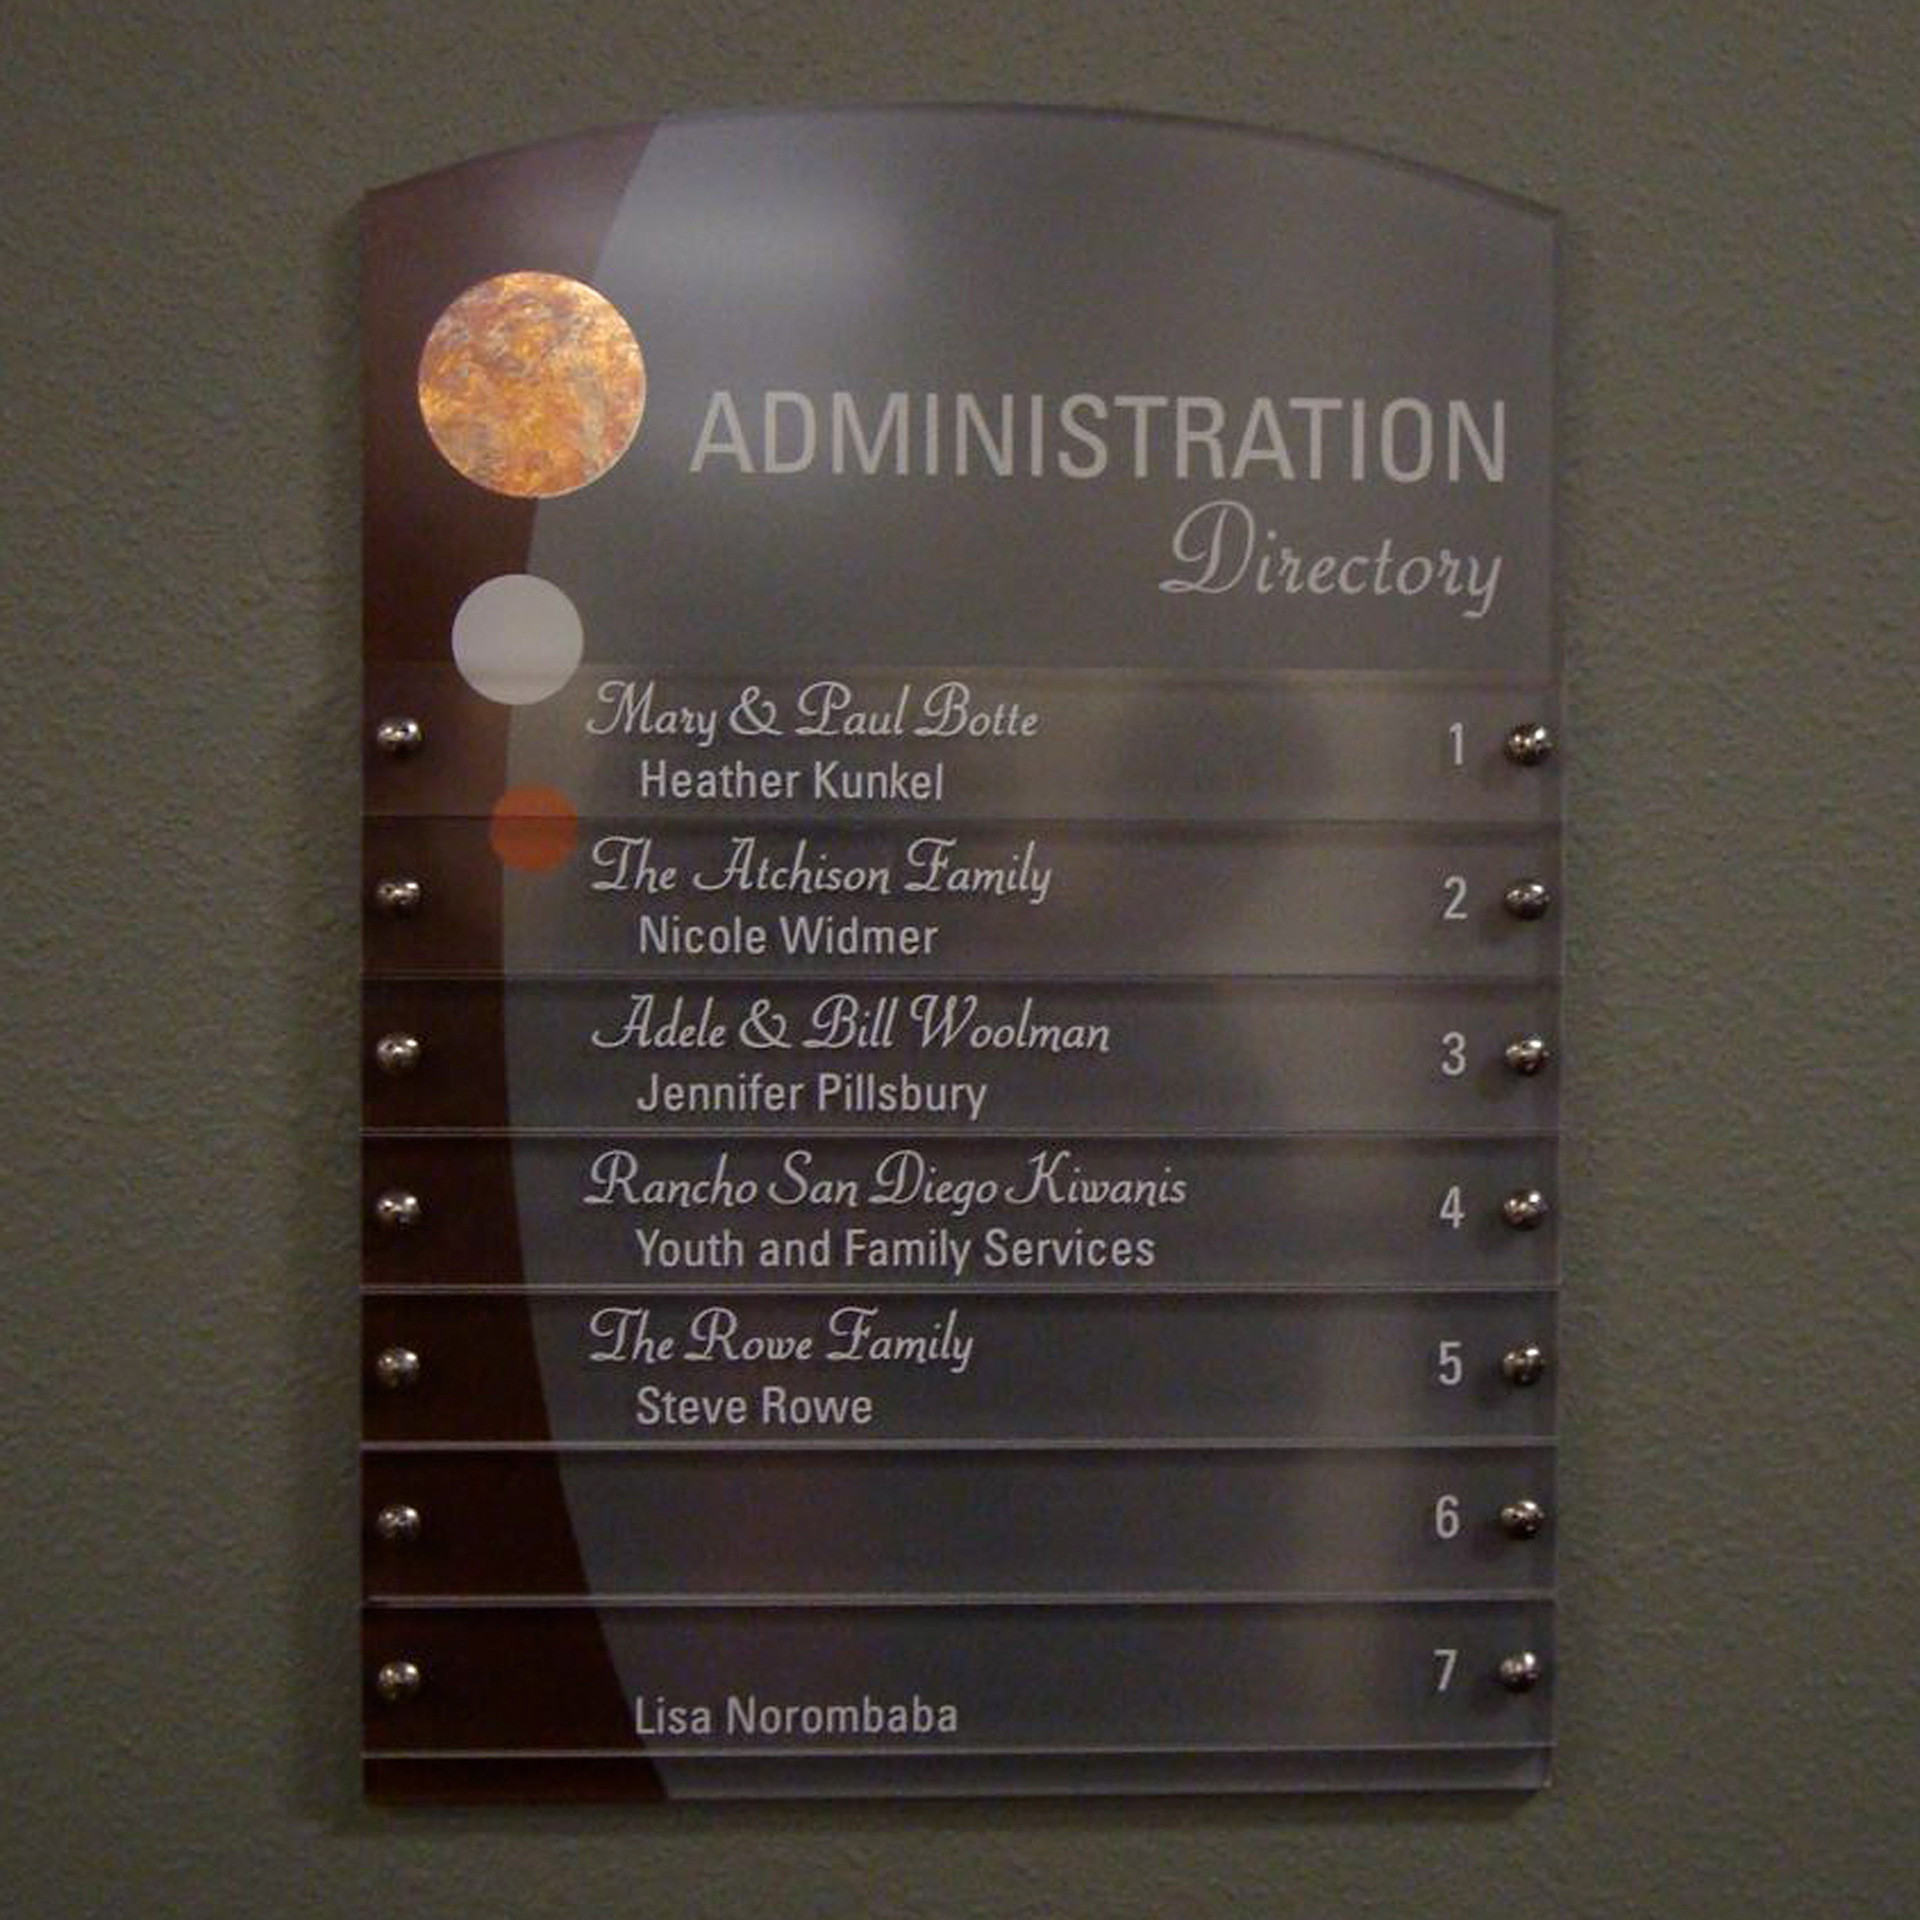 ADMINISTRATION
Directory
Mary & Paul Botte
Heather Kunkel
1
The Atchison Family
Nicole Widmer
2
Adele & Bill Woolman
Jennifer Pillsbury
3
Rancho San Diego Kiwanis
Youth and Family Services
4
The Rowe Family
Steve Rowe
5
6
7
Lisa Norombaba